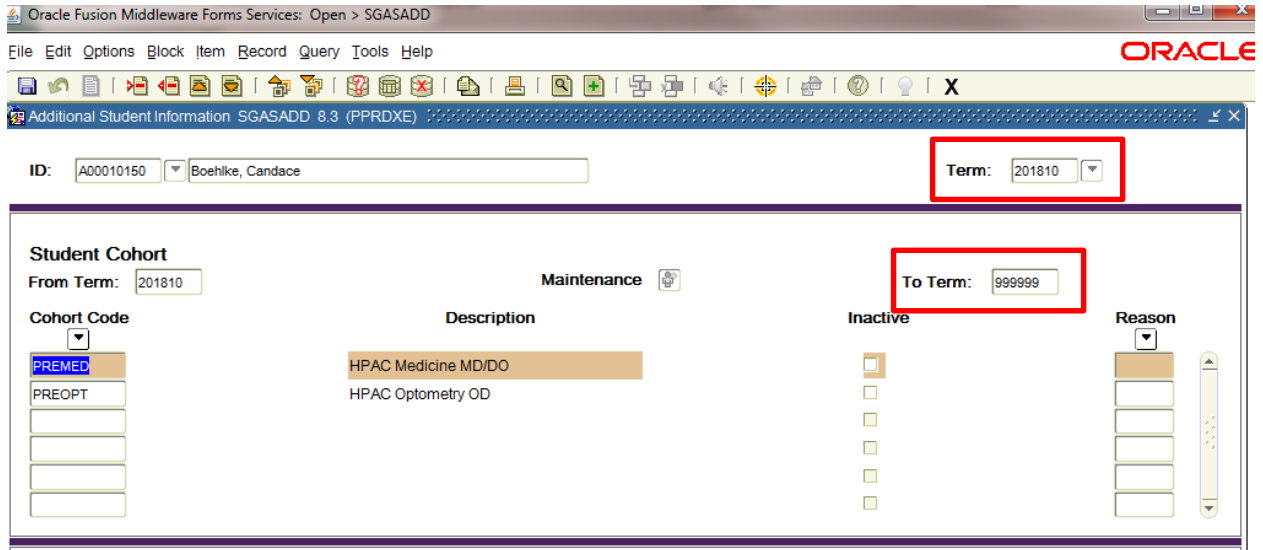 Oracle Fusion Middleware Forms Services: Open > SGASADD
File Edit Options Block Item Record Query Tools Help
ORACLE
X
Additional Student Information SGASADD 8.3 (PPRDXE)
ID: A00010150 Boehlke, Candace Term: 201810
Student Cohort
From Term: 201810 Maintenance To Term: 999999
Cohort Code Description Inactive Reason
PREMED HPAC Medicine MD/DO
PREOPT HPAC Optometry OD